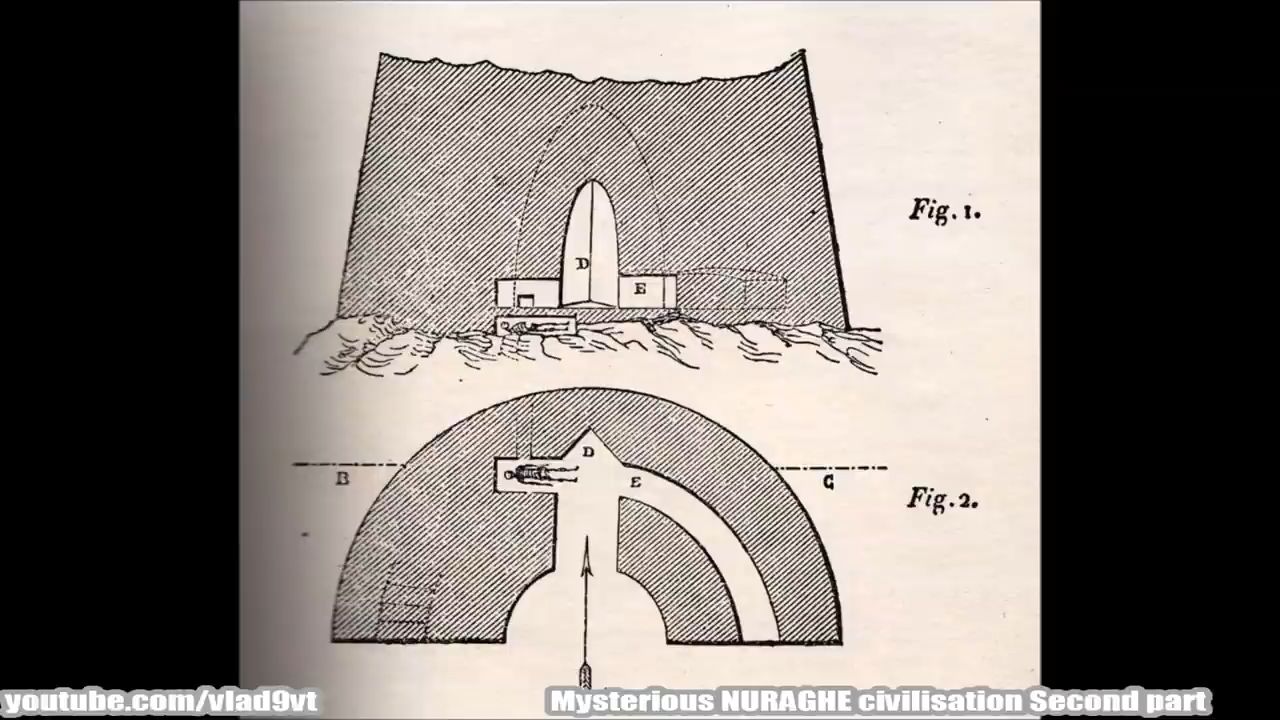 Fig. 1.
D
E
D
B
E
C
Fig. 2.
youtube.com/vlad9vt
Mysterious NURAGHE civilisation Second part